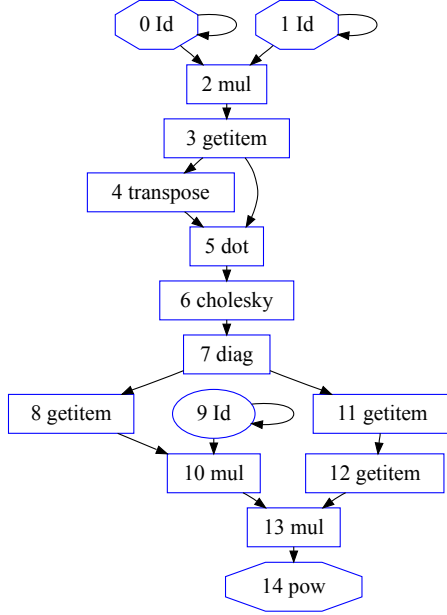 0 Id
1 Id
2 mul
3 getitem
4 transpose
5 dot
6 cholesky
7 diag
8 getitem
9 Id
11 getitem
10 mul
12 getitem
13 mul
14 pow